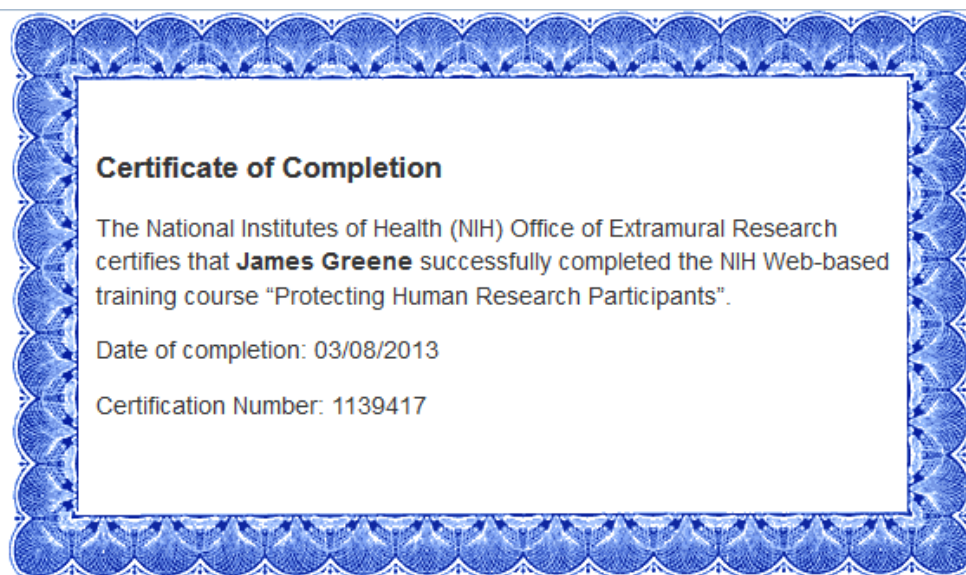 Certificate of Completion
The National Institutes of Health (NIH) Office of Extramural Research
certifies that James Greene successfully completed the NIH Web-based
training course “Protecting Human Research Participants”.
Date of completion: 03/08/2013
Certification Number: 1139417